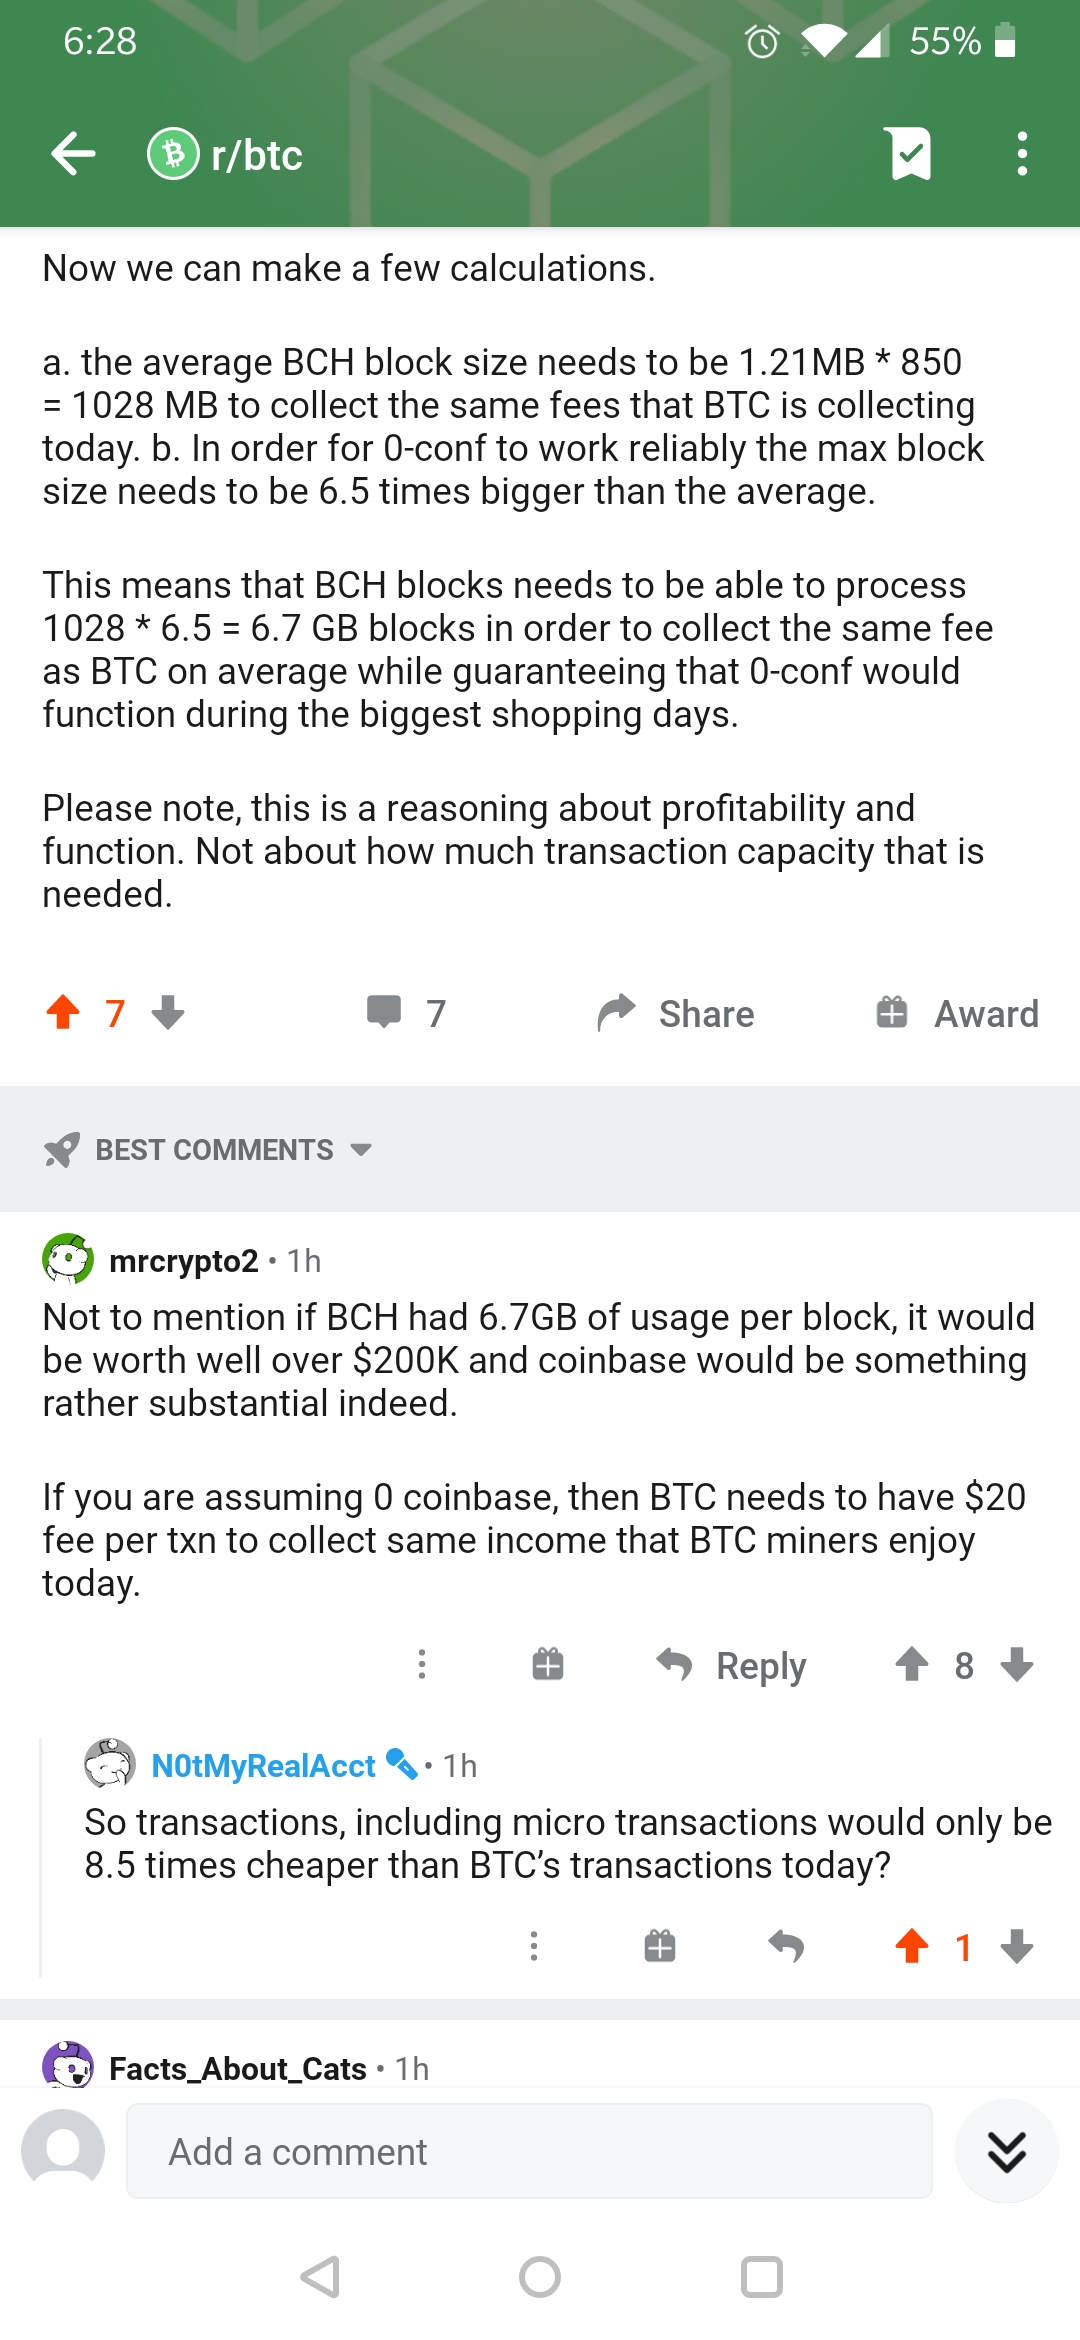 6:28
55%
r/btc
Now we can make a few calculations.
a. the average BCH block size needs to be 1.21MB * 850
= 1028 MB to collect the same fees that BTC is collecting
today. b. In order for 0-conf to work reliably the max block
size needs to be 6.5 times bigger than the average.
This means that BCH blocks needs to be able to process
1028 * 6.5 = 6.7 GB blocks in order to collect the same fee
as BTC on average while guaranteeing that 0-conf would
function during the biggest shopping days.
Please note, this is a reasoning about profitability and
function. Not about how much transaction capacity that is
needed.
7 7 Share Award
BEST COMMENTS
mrcrypto2 • 1h
Not to mention if BCH had 6.7GB of usage per block, it would
be worth well over $200K and coinbase would be something
rather substantial indeed.
If you are assuming 0 coinbase, then BTC needs to have $20
fee per txn to collect same income that BTC miners enjoy
today.
Reply 8
N0tMyRealAcct • 1h
So transactions, including micro transactions would only be
8.5 times cheaper than BTC’s transactions today?
1
Facts_About_Cats • 1h
Add a comment